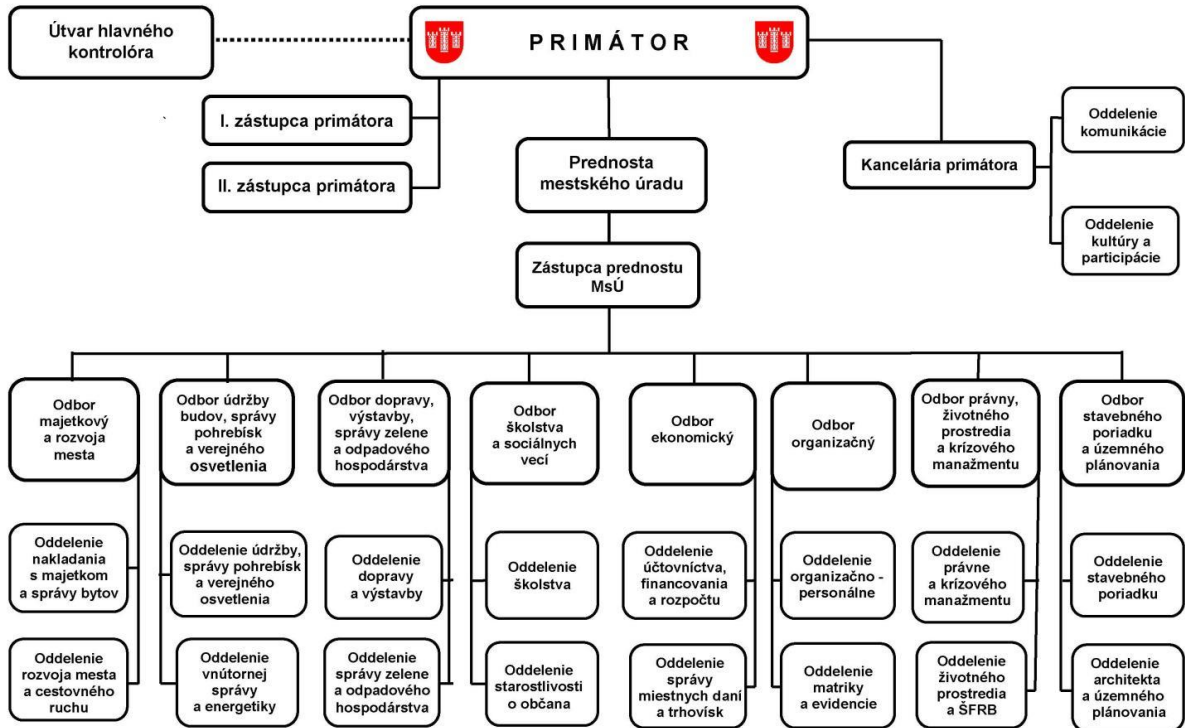 Útvar hlavného
kontrolóra
PRIMÁTOR
I. zástupca primátora
II. zástupca primátora
Prednosta
mestského úradu
Zástupca prednostu
MsÚ
Kancelária primátora
Oddelenie
komunikácie
Oddelenie
kultúry a
participácie
Odbor
majetkový
a rozvoja
mesta
Odbor údržby
budov, správy
pohrebísk
a verejného
osvetlenia
Odbor dopravy,
výstavby,
správy zelene
a odpadového
hospodárstva
Odbor
školstva
a sociálnych
vecí
Odbor
ekonomický
Odbor
organizačný
Odbor právny,
životného
prostredia
a krízového
manažmentu
Odbor
stavebného
poriadku
a územného
plánovania
Oddelenie
nakladania
s majetkom
a správy bytov
Oddelenie údržby,
správy pohrebísk
a verejného
osvetlenia
Oddelenie
dopravy
a výstavby
Oddelenie
školstva
Oddelenie
účtovníctva,
financovania
a rozpočtu
Oddelenie
organizačno -
personálne
Oddelenie
právne
a krízového
manažmentu
Oddelenie
stavebného
poriadku
Oddelenie
rozvoja mesta
a cestovného
ruchu
Oddelenie
vnútornej
správy
a energetiky
Oddelenie
správy zelene
a odpadového
hospodárstva
Oddelenie
starostlivosti
o občana
Oddelenie
správy
miestnych daní
a trhovísk
Oddelenie
matriky
a evidencie
Oddelenie
životného
prostredia
a ŠFRB
Oddelenie
architekta
a územného
plánovania